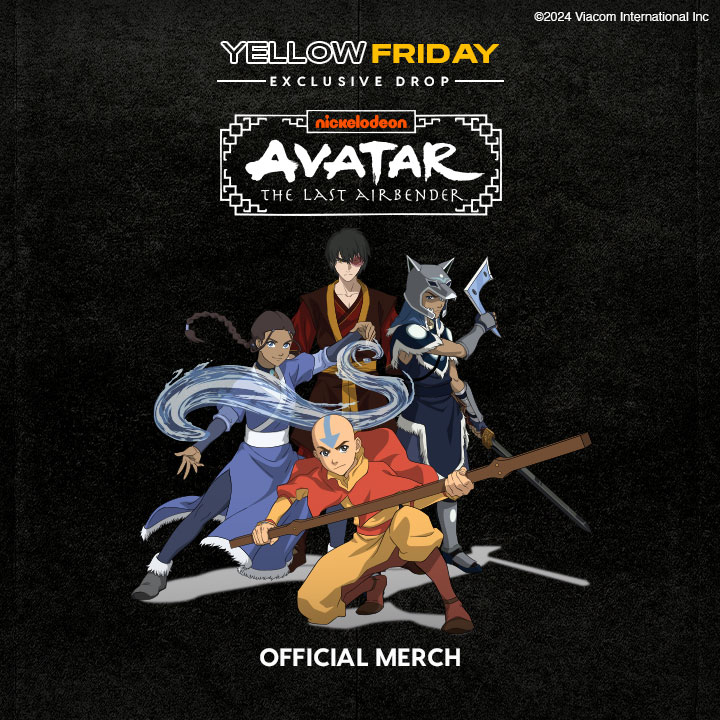 ©2024 Viacom International Inc
YELLOW FRIDAY
EXCLUSIVE DROP
nickelodeon
AVATAR
THE LAST AIRBENDER
OFFICIAL MERCH